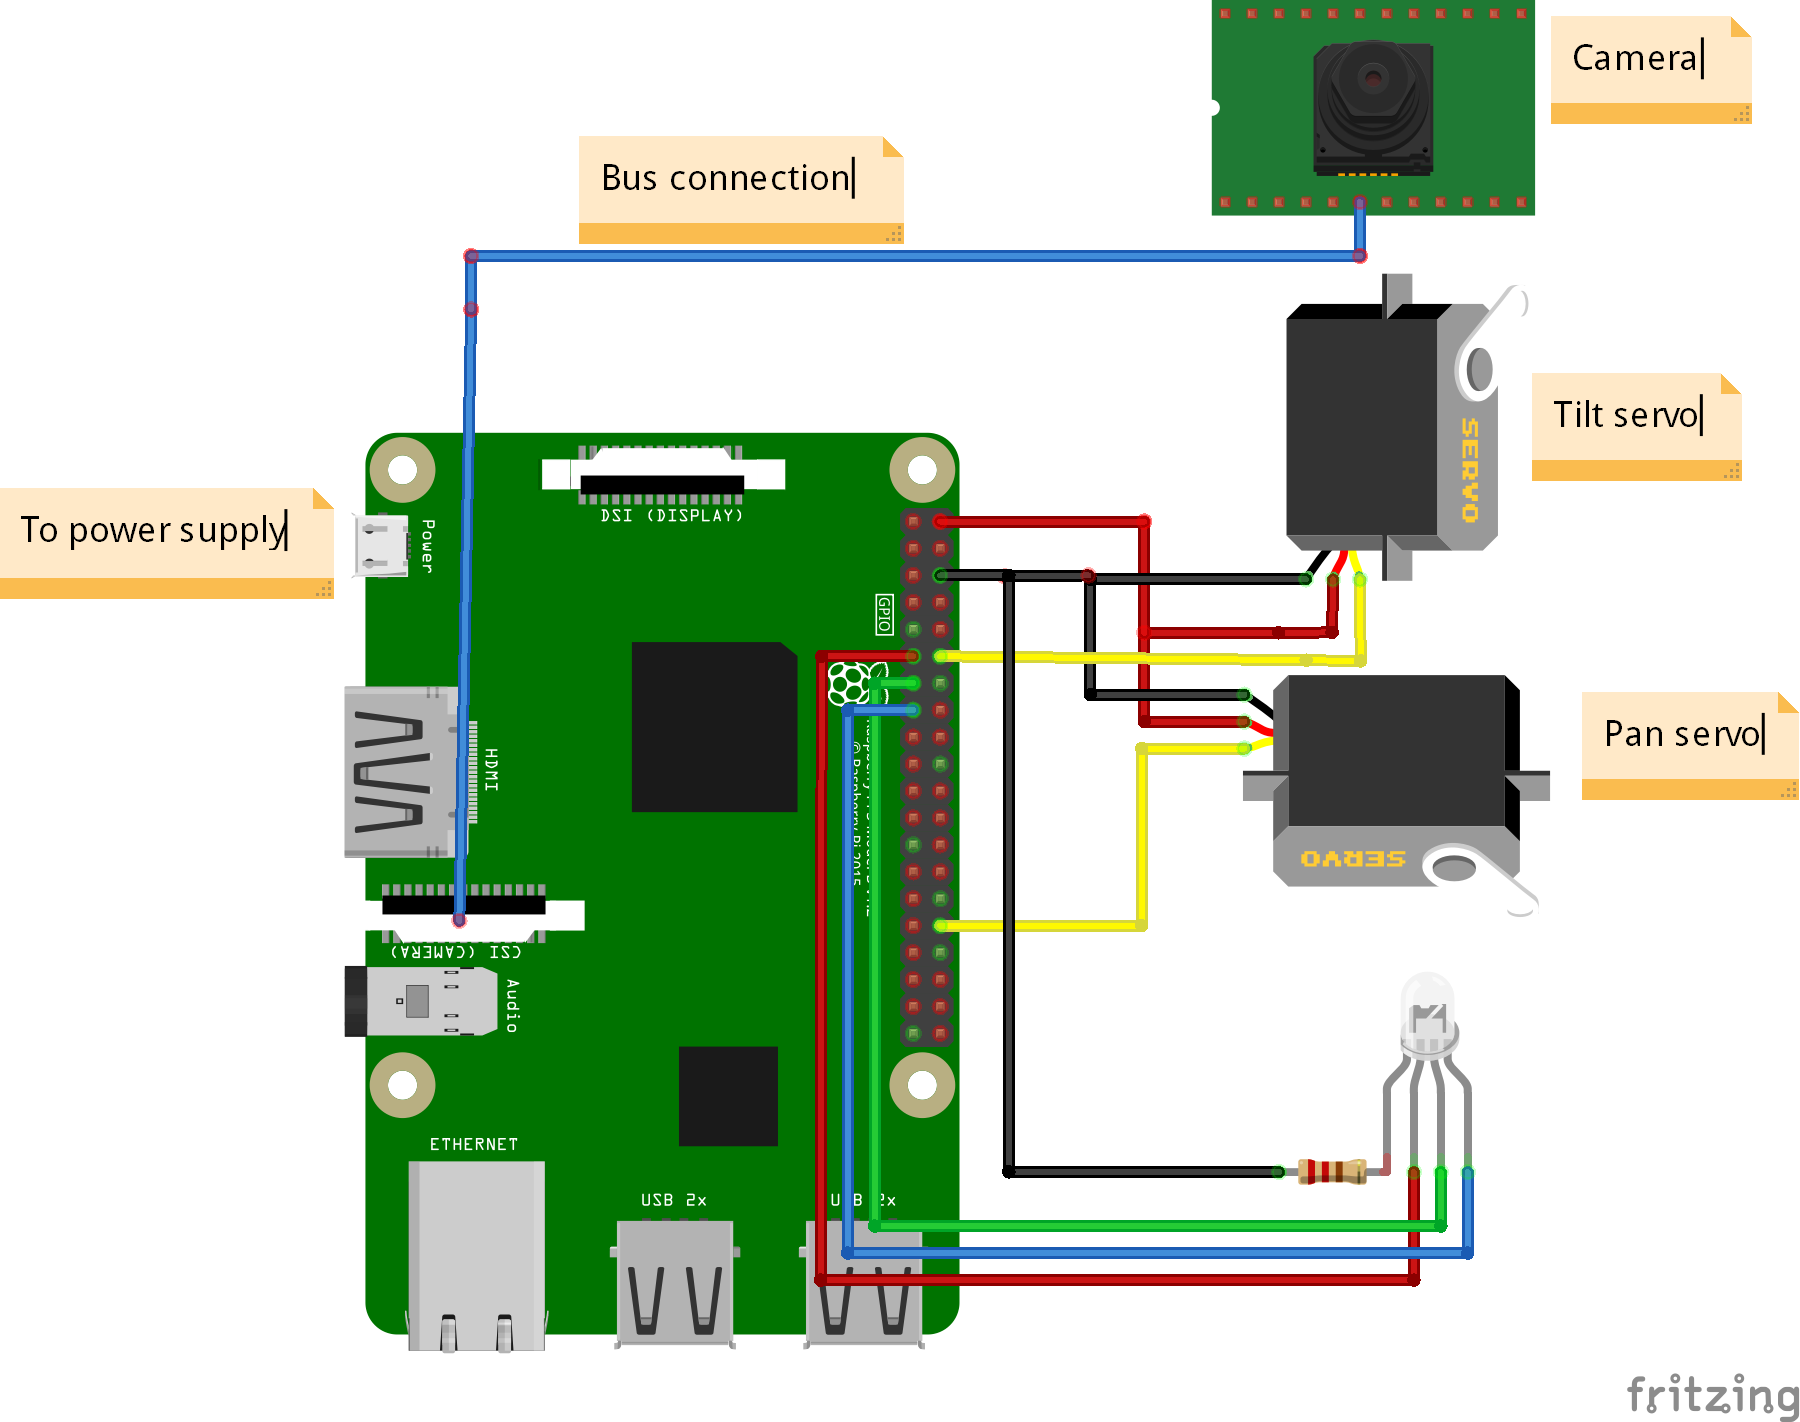 Camera
Bus connection
Tilt servo
SERVO
To power supply
Power
DSI (DISPLAY)
GPIO
HDMI
Pan servo
SERVO
CSI (CAMERA)
Audio
ETHERNET
USB 2x
USB 2x
fritzing